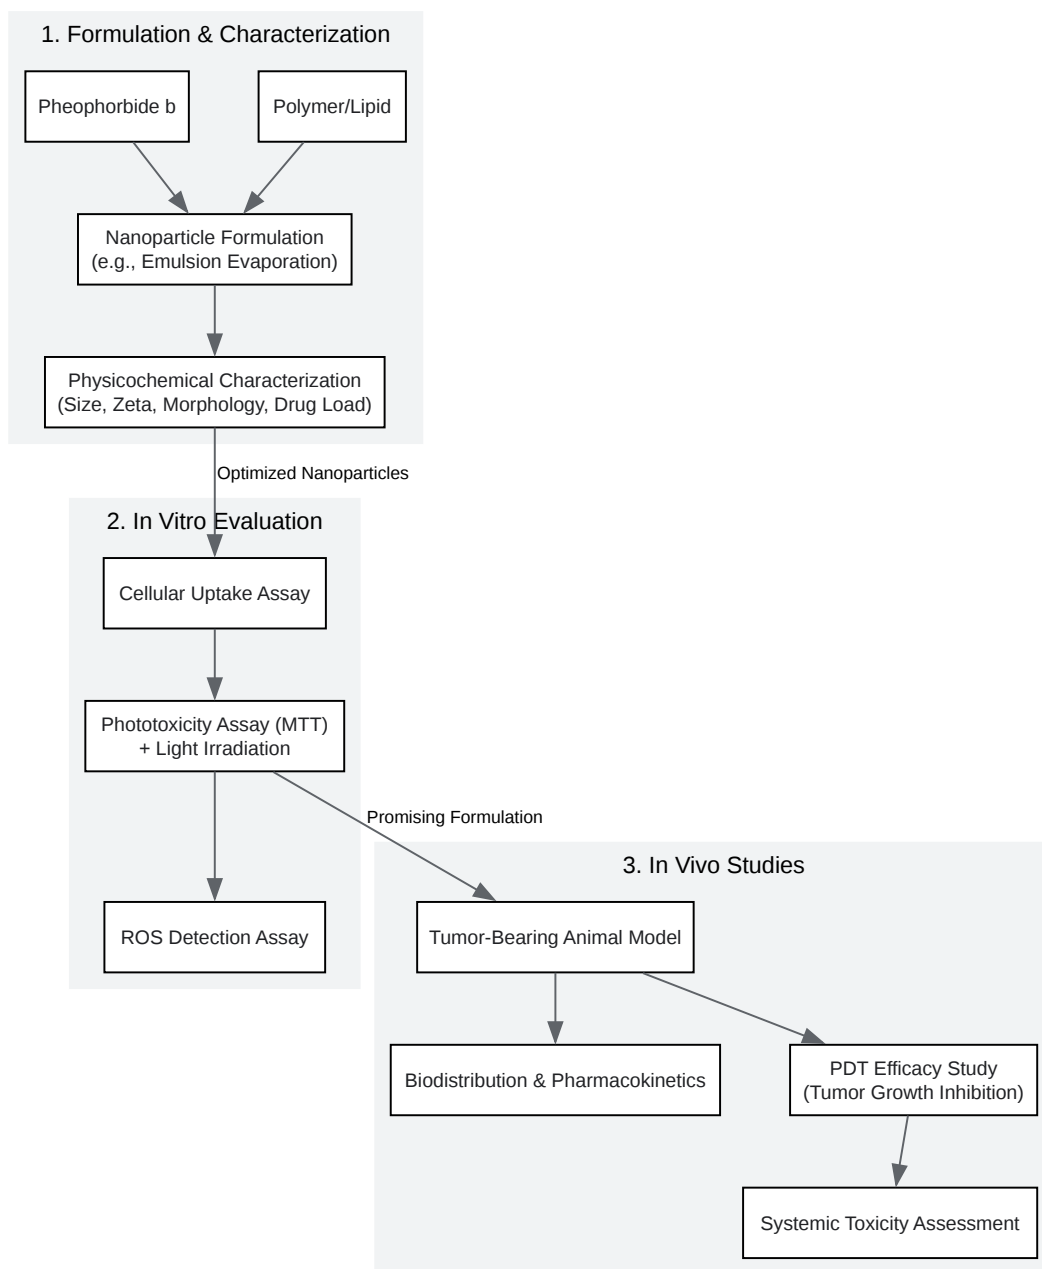 1. Formulation & Characterization
Pheophorbide b
Polymer/Lipid
Nanoparticle Formulation
(e.g., Emulsion Evaporation)
Physicochemical Characterization
(Size, Zeta, Morphology, Drug Load)
Optimized Nanoparticles
2. In Vitro Evaluation
Cellular Uptake Assay
Phototoxicity Assay (MTT)
+ Light Irradiation
Promising Formulation
3. In Vivo Studies
ROS Detection Assay
Tumor-Bearing Animal Model
Biodistribution & Pharmacokinetics
PDT Efficacy Study
(Tumor Growth Inhibition)
Systemic Toxicity Assessment